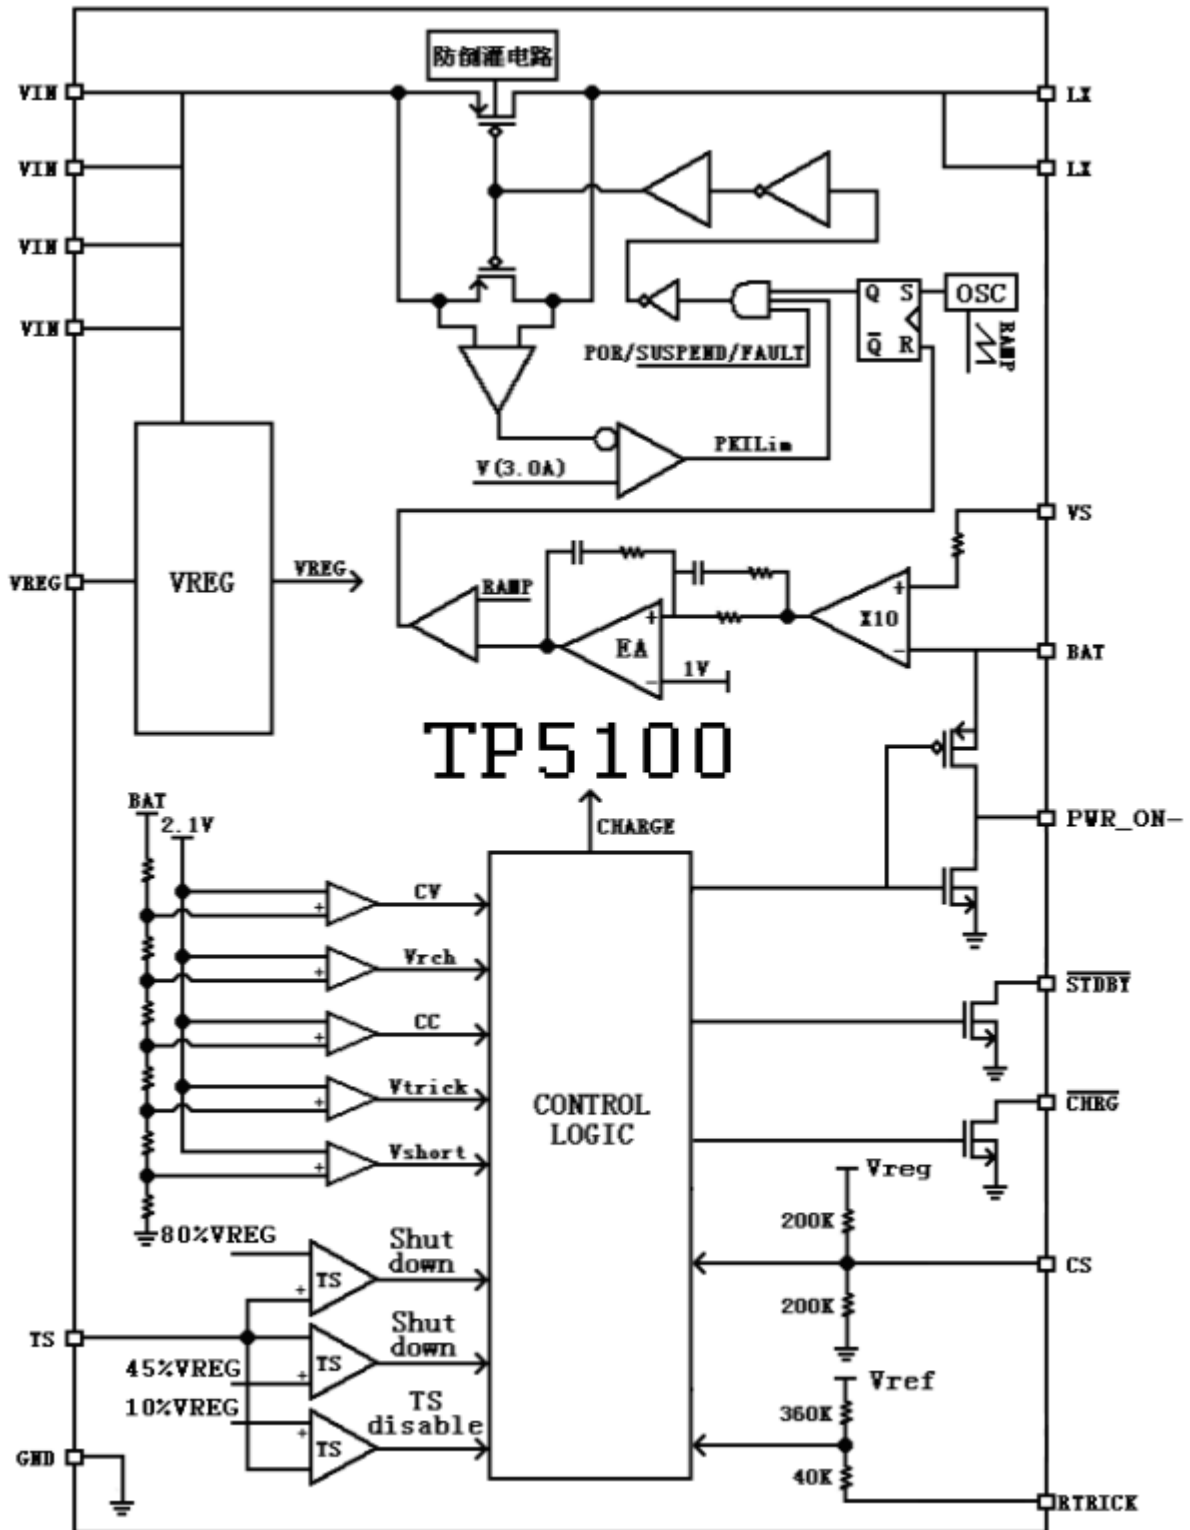 防倒灌电路
VIN
LX
VIN
LX
VIN
Q S
OSC
RAMP
VIN
POR/SUSPEND/FAULT
Q̅ R
PKILim
V(3.0A)
VS
VREG
VREG
VREG
RAMP
+
X10
-
+
EA
-
1V
BAT
TP5100
BAT
2.1V
CHARGE
PWR_ON-
CV
+
Vrch
+
S̅T̅D̅B̅Y̅
CC
+
Vtrick
+
CONTROL
LOGIC
C̅H̅R̅G̅
Vshort
+
Vreg
200K
80%VREG
Shut
down
TS
+
CS
200K
TS
Shut
down
45%VREG
TS
+
Vref
10%VREG
TS
disable
+
TS
360K
GND
40K
RTRICK